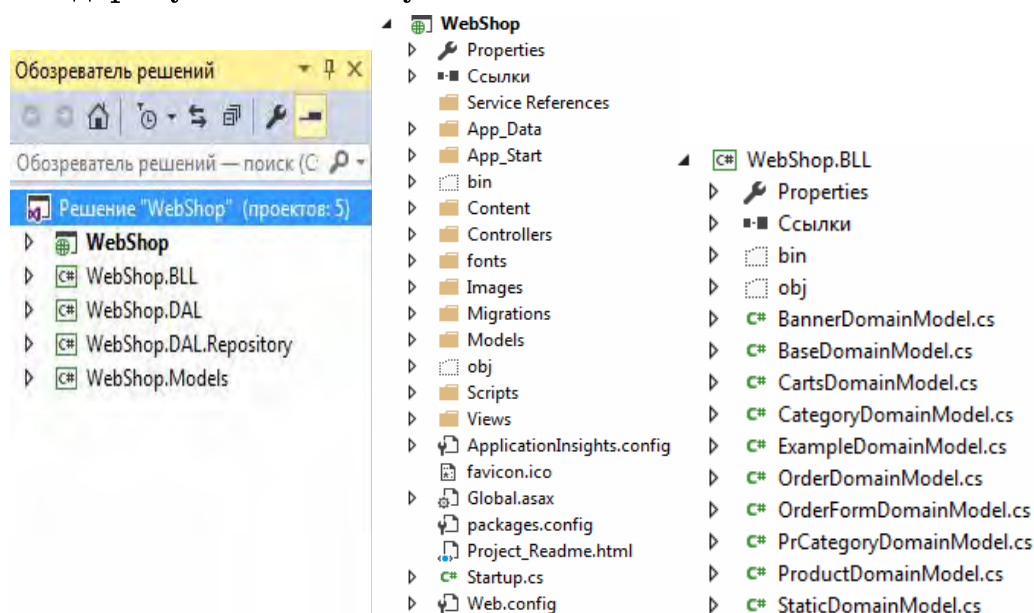 Обозреватель решений
Обозреватель решений — поиск (C
Решение "WebShop" (проектов: 5)
WebShop
C# WebShop.BLL
C# WebShop.DAL
C# WebShop.DAL.Repository
C# WebShop.Models
WebShop
Properties
Ссылки
Service References
App_Data
App_Start
bin
Content
Controllers
fonts
Images
Migrations
Models
obj
Scripts
Views
ApplicationInsights.config
favicon.ico
Global.asax
packages.config
Project_Readme.html
C# Startup.cs
Web.config
C# WebShop.BLL
Properties
Ссылки
bin
obj
C# BannerDomainModel.cs
C# BaseDomainModel.cs
C# CartsDomainModel.cs
C# CategoryDomainModel.cs
C# ExampleDomainModel.cs
C# OrderDomainModel.cs
C# OrderFormDomainModel.cs
C# PrCategoryDomainModel.cs
C# ProductDomainModel.cs
C# StaticDomainModel.cs